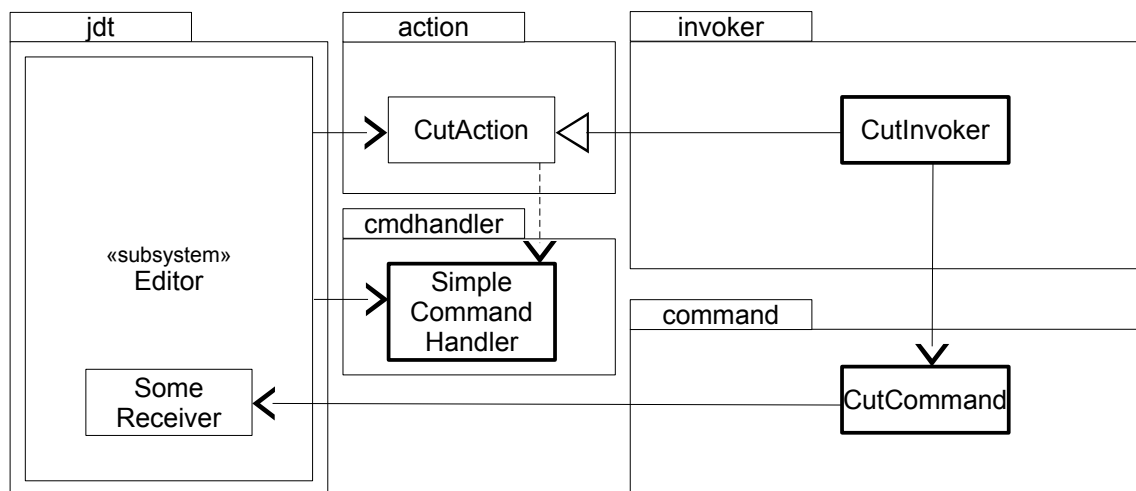 jdt
action
invoker
CutAction
CutInvoker
cmdhandler
«subsystem»
Editor
Simple
Command
Handler
command
Some
Receiver
CutCommand